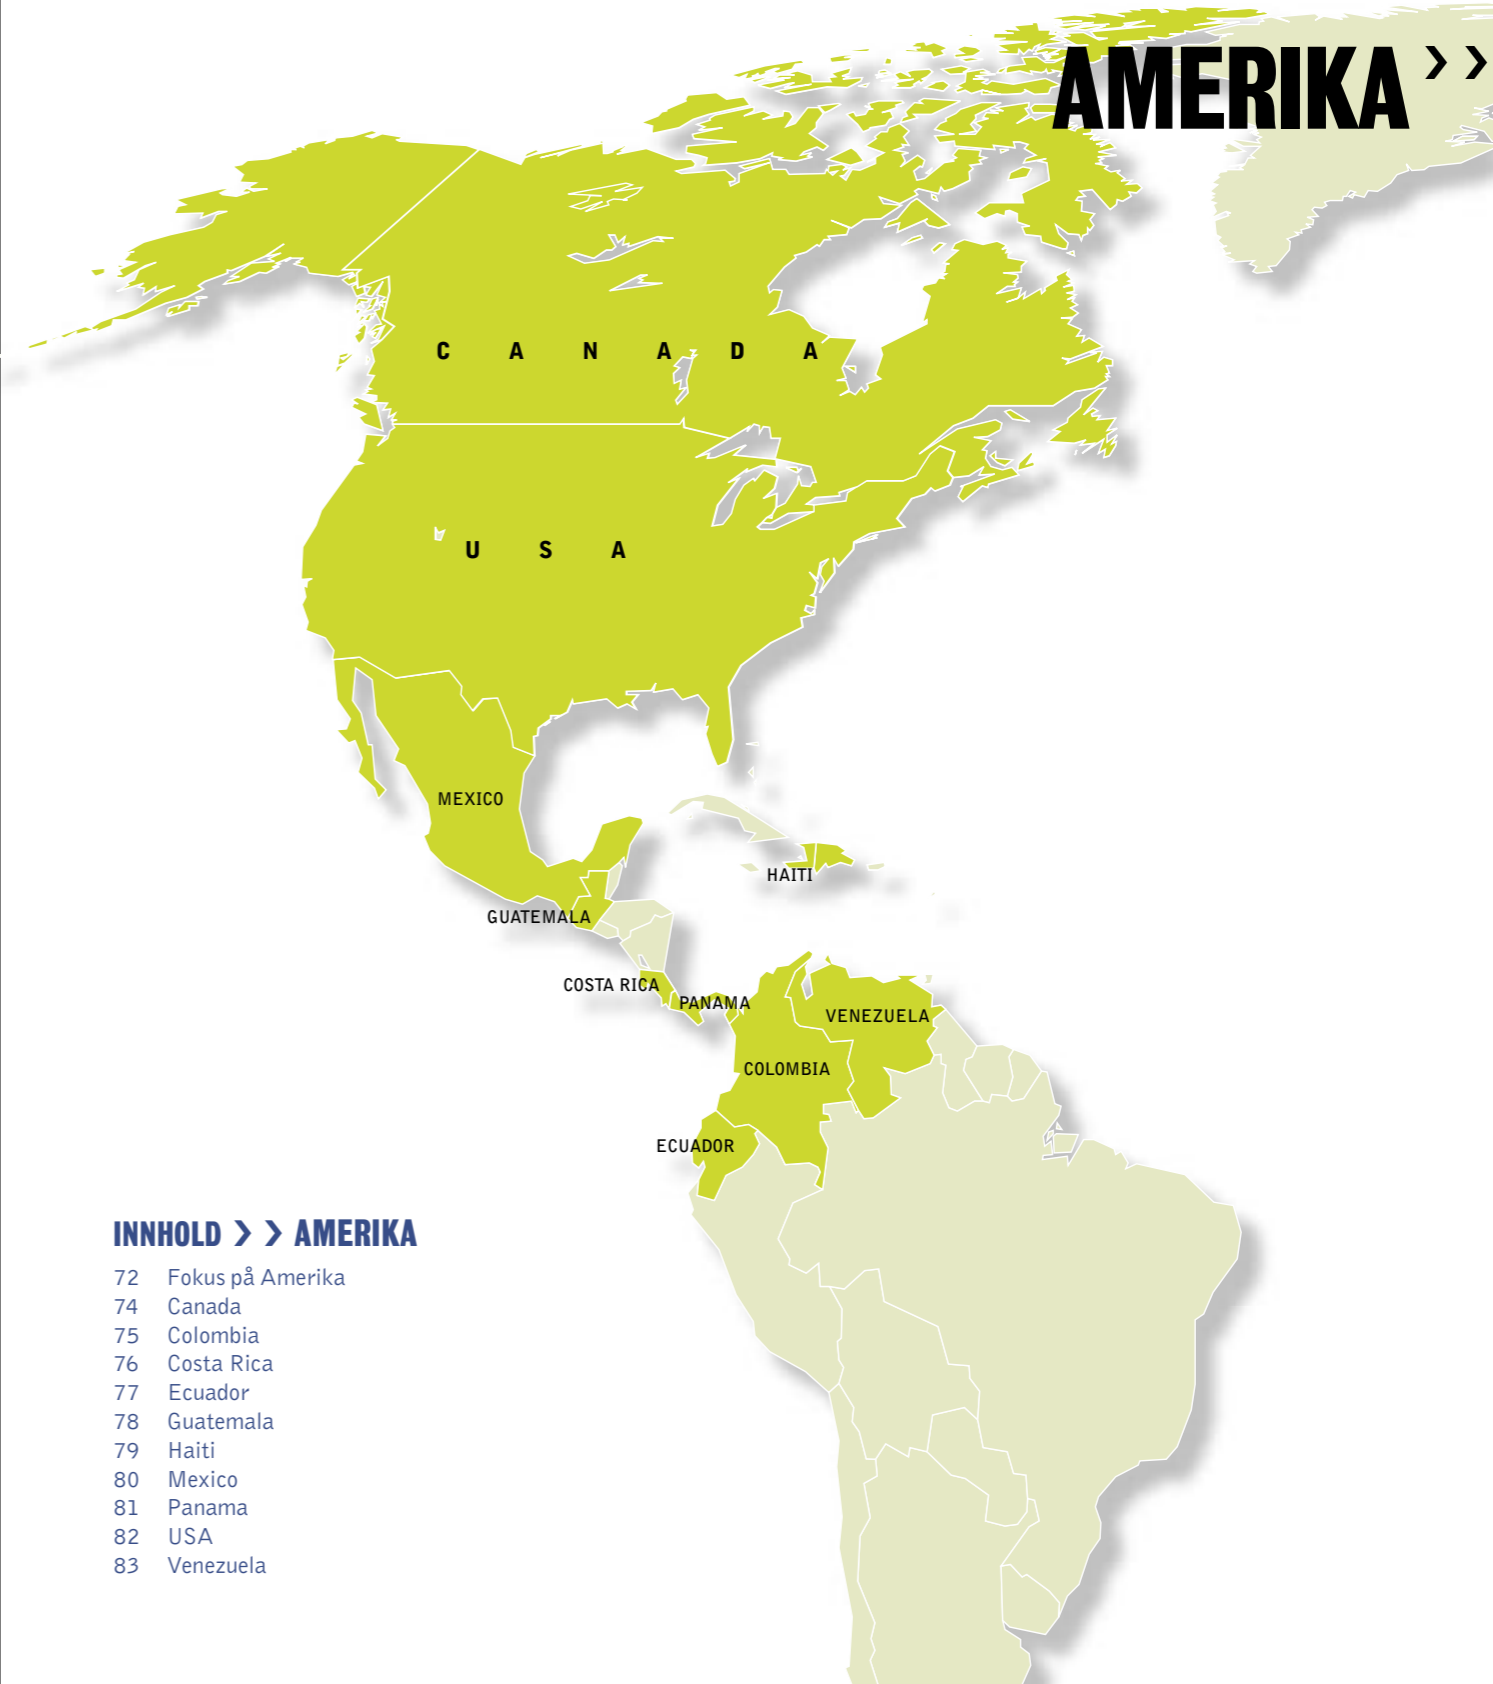 AMERIKA ››
C A N A D A
U S A
MEXICO
HAITI
GUATEMALA
COSTA RICA
PANAMA
VENEZUELA
COLOMBIA
ECUADOR
INNHOLD › › AMERIKA
72 Fokus på Amerika
74 Canada
75 Colombia
76 Costa Rica
77 Ecuador
78 Guatemala
79 Haiti
80 Mexico
81 Panama
82 USA
83 Venezuela